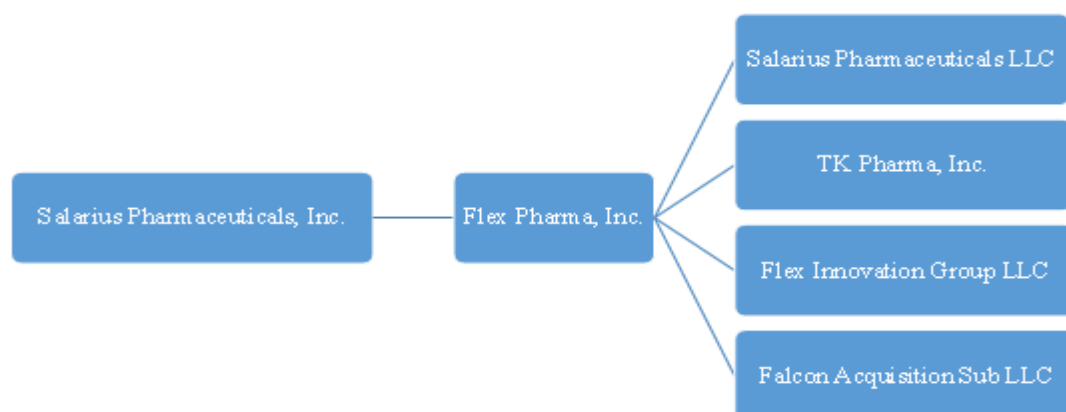 Salarius Pharmaceuticals, Inc.
Flex Pharma, Inc.
Salarius Pharmaceuticals LLC
TK Pharma, Inc.
Flex Innovation Group LLC
Falcon Acquisition Sub LLC